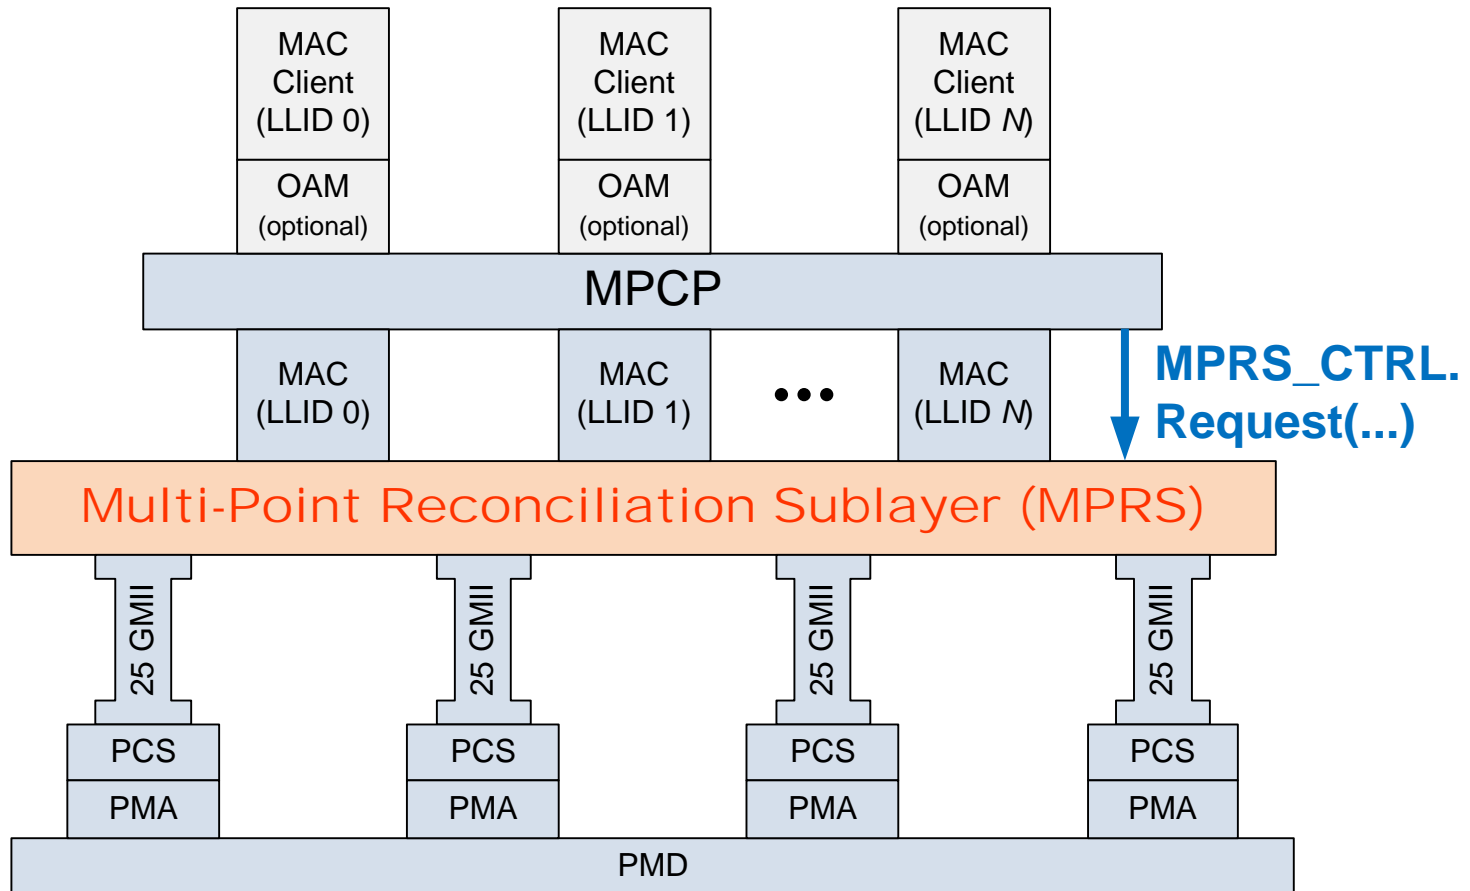 MAC
Client
(LLID 0)
MAC
Client
(LLID 1)
MAC
Client
(LLID N)
OAM
(optional)
OAM
(optional)
OAM
(optional)
MPCP
MAC
(LLID 0)
MAC
(LLID 1)
•••
MAC
(LLID N)
MPRS_CTRL.
Request(...)
Multi-Point Reconciliation Sublayer (MPRS)
25 GMII
25 GMII
25 GMII
25 GMII
PCS
PCS
PCS
PCS
PMA
PMA
PMA
PMA
PMD